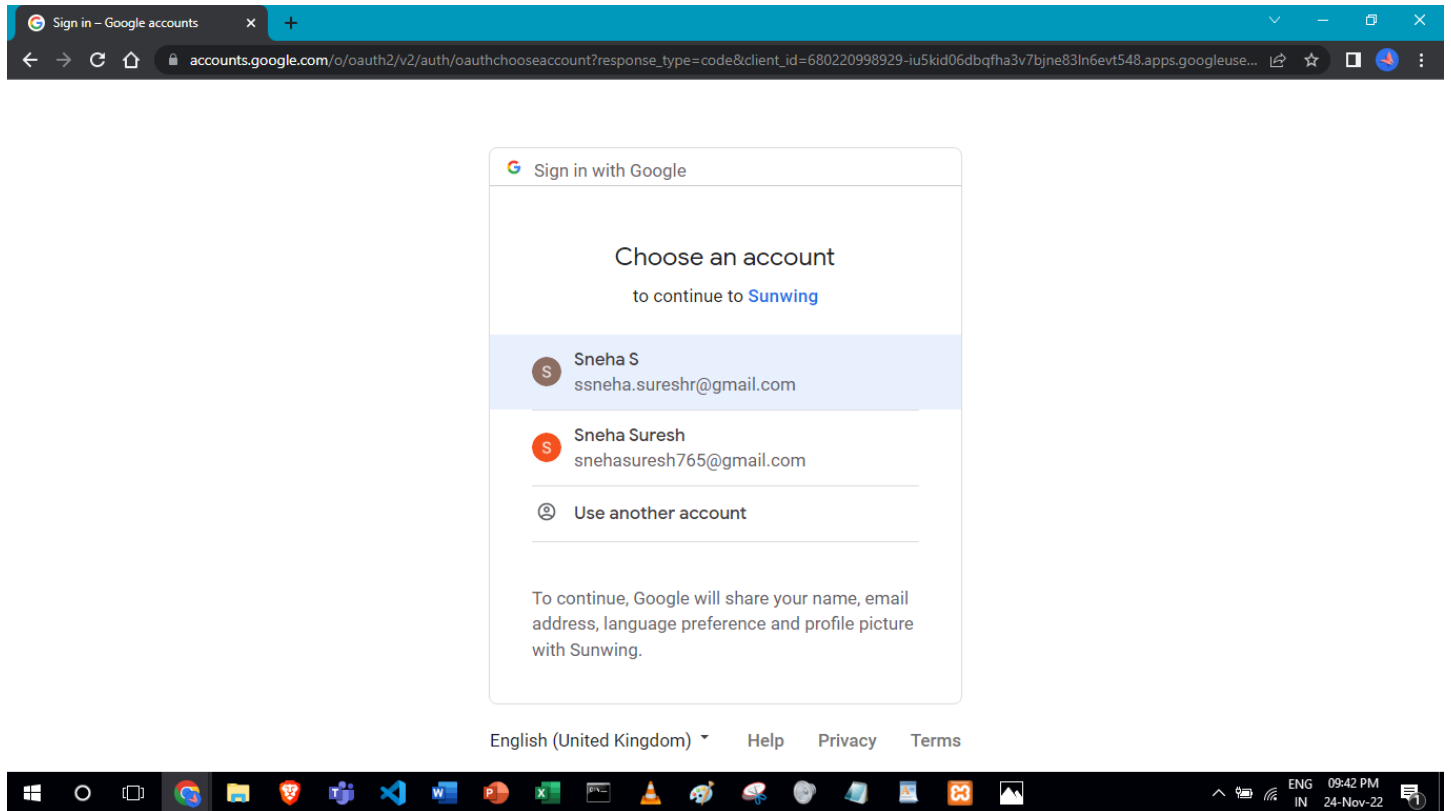 Sign in – Google accounts
accounts.google.com/o/oauth2/v2/auth/oauthchooseaccount?response_type=code&client_id=680220998929-iu5kid06dbqfha3v7bjne83ln6evt548.apps.googleuse...
G Sign in with Google
Choose an account
to continue to Sunwing
S Sneha S
ssneha.sureshr@gmail.com
S Sneha Suresh
snehasuresh765@gmail.com
Use another account
To continue, Google will share your name, email
address, language preference and profile picture
with Sunwing.
English (United Kingdom) Help Privacy Terms
ENG 09:42 PM
IN 24-Nov-22
1